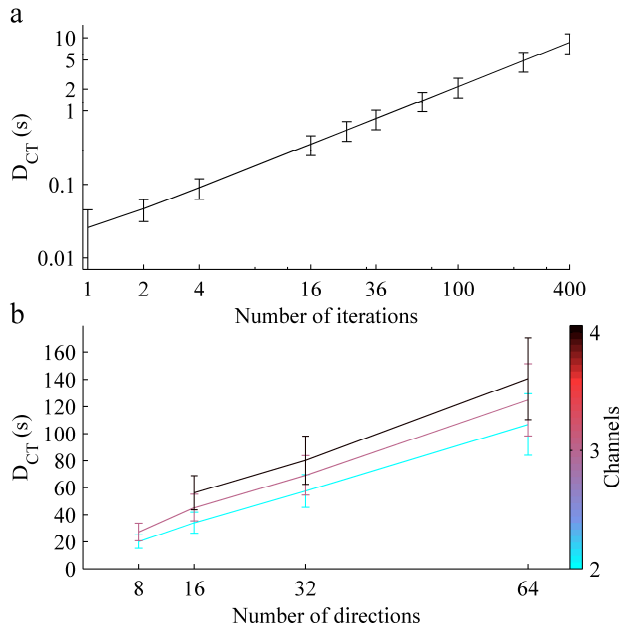 a
D_CT (s)
10
5
2
1
0.1
0.01
1 2 4 16 36 100 400
Number of iterations
b
D_CT (s)
160
140
120
100
80
60
40
20
0
8 16 32 64
Number of directions
4
3
2
Channels